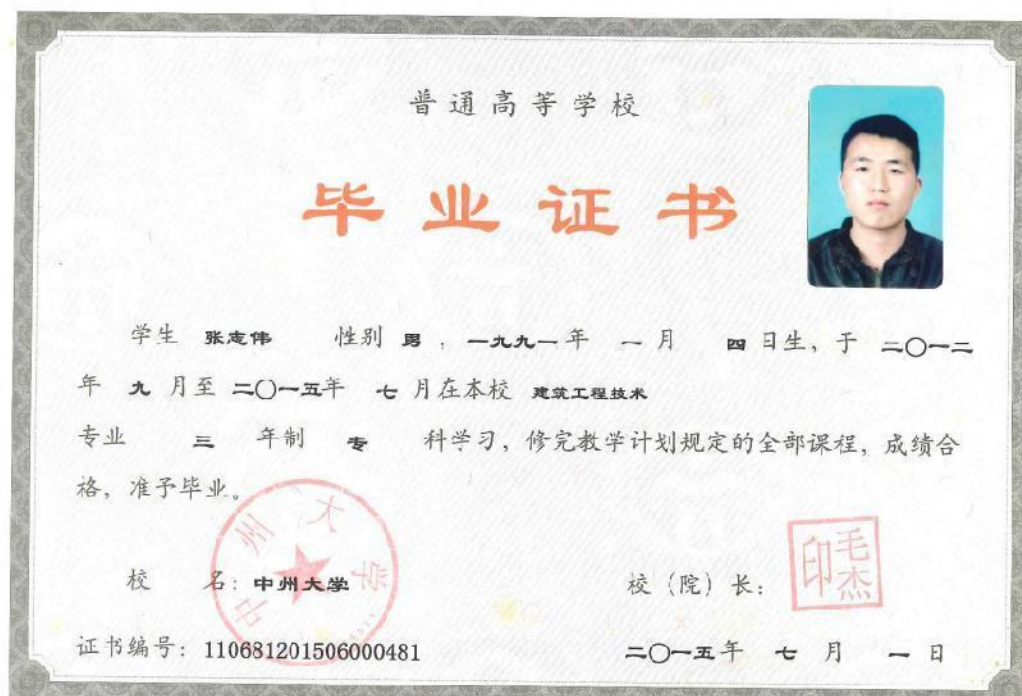 普通高等学校
毕业证书
学生 张志伟 性别 男，一九九一年 一月 四日生，于 二〇一二
年 九 月至 二〇一五年 七 月在本校 建筑工程技术
专业 三 年制 专 科学习，修完教学计划规定的全部课程，成绩合
格，准予毕业。
中州大学
校 名：中州大学 校（院）长：
毛杰印
证书编号：110681201506000481 二〇一五年 七 月 一 日